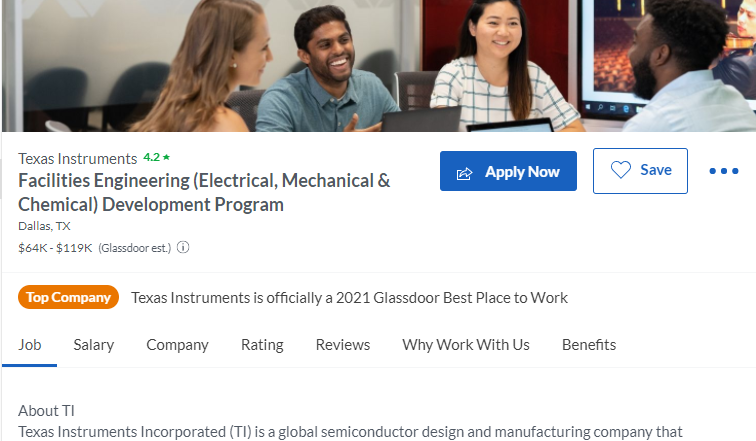 Texas Instruments 4.2 ★
Apply Now
Save
Facilities Engineering (Electrical, Mechanical &
Chemical) Development Program
Dallas, TX
$64K - $119K (Glassdoor est.)
Top Company Texas Instruments is officially a 2021 Glassdoor Best Place to Work
Job Salary Company Rating Reviews Why Work With Us Benefits
About TI
Texas Instruments Incorporated (TI) is a global semiconductor design and manufacturing company that